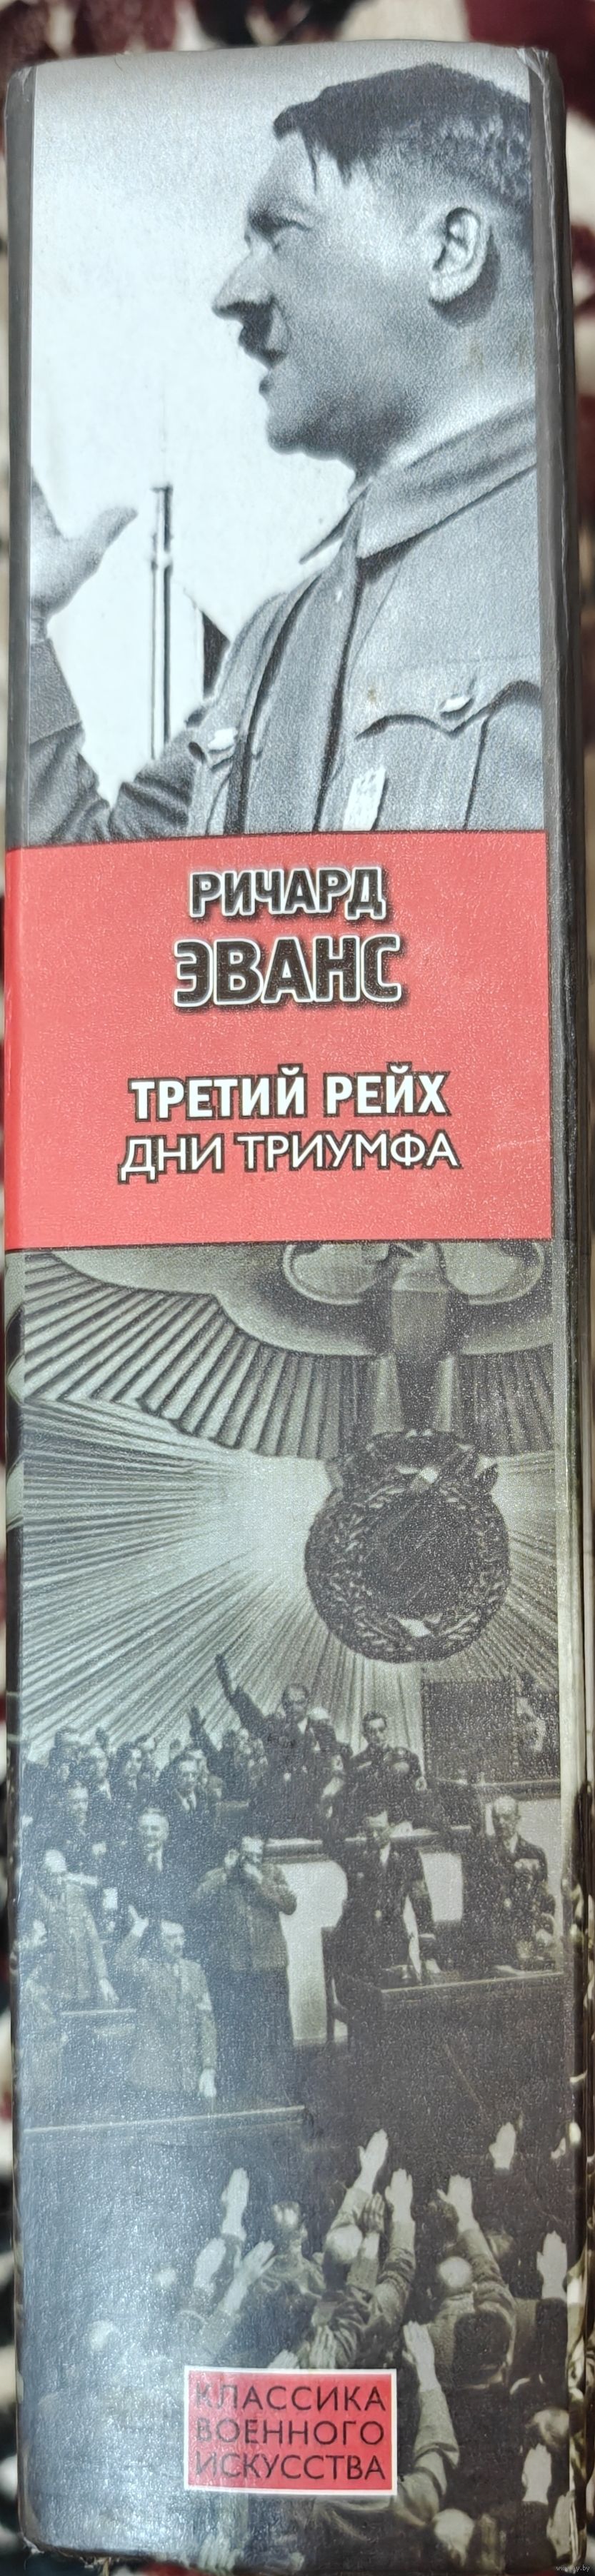 РИЧАРД
ЭВАНС
ТРЕТИЙ РЕЙХ
ДНИ ТРИУМФА
КЛАССИКА
ВОЕННОГО
ИСКУССТВА